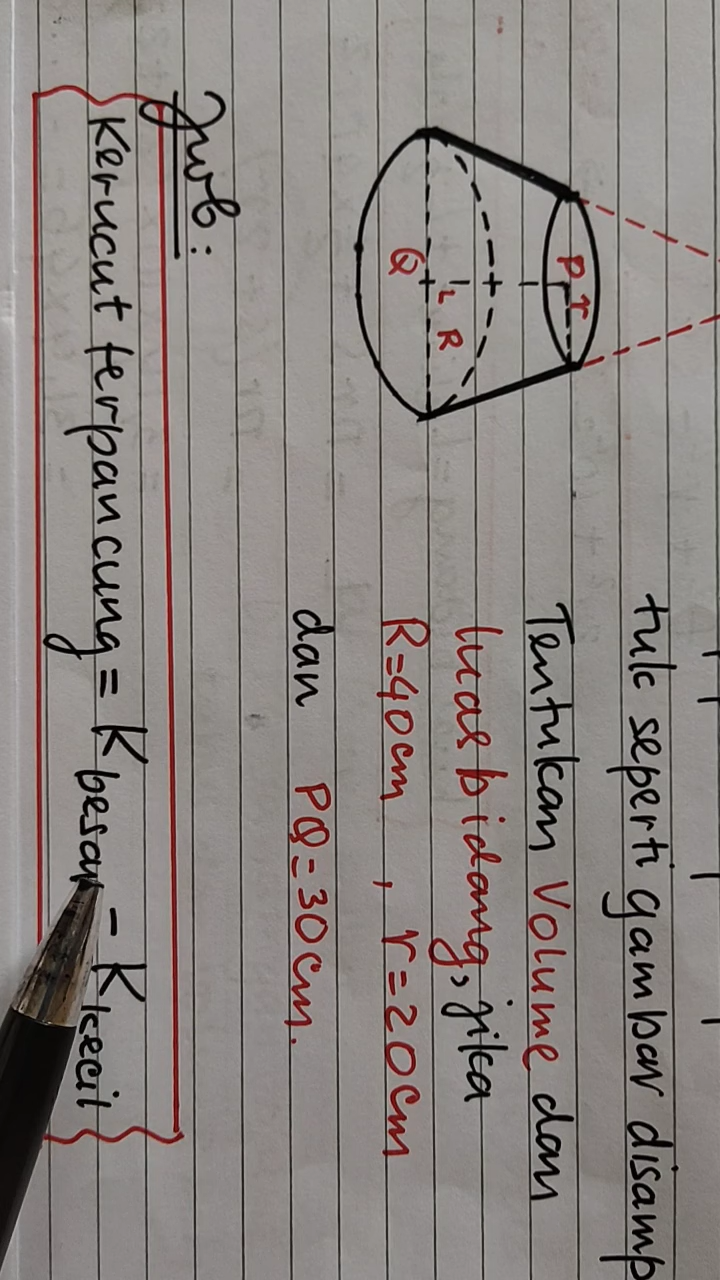 tuk seperti gambar disamp
Tentukan Volume dan
luas bidang, jika
R=40cm , r=20cm
dan PQ=30cm.
P r
Q R
Jwb:
Kerucut terpancung = K besar - K kecil